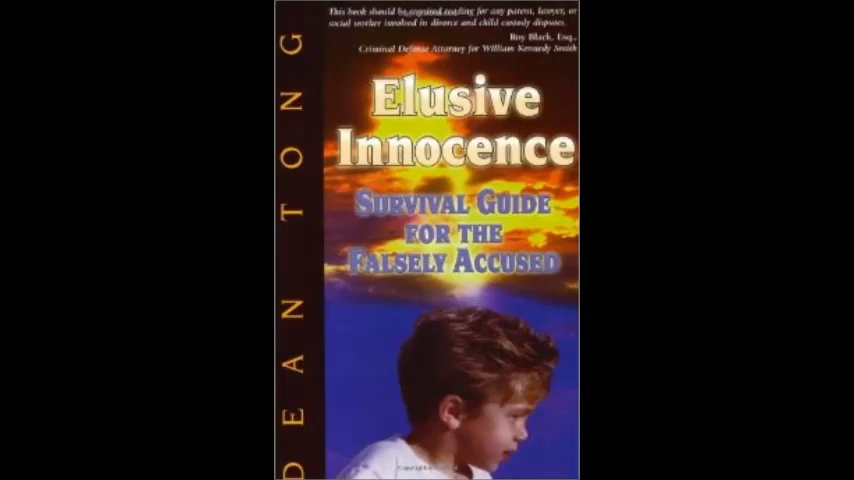 This book should be required reading for any parent, lawyer, or
social worker involved in divorce and child custody disputes.
Roy Black, Esq.,
Criminal Defense Attorney for William Kennedy Smith
Elusive
Innocence
SURVIVAL GUIDE
FOR THE
FALSELY ACCUSED
DEAN TONG